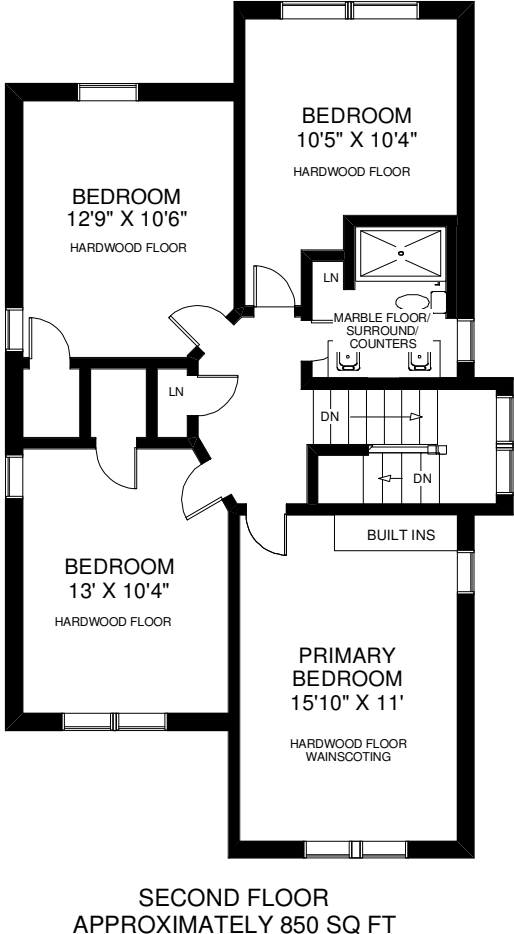 BEDROOM
10'5" X 10'4"
HARDWOOD FLOOR
BEDROOM
12'9" X 10'6"
HARDWOOD FLOOR
LN
MARBLE FLOOR/
SURROUND/
COUNTERS
LN
DN
DN
BUILT INS
BEDROOM
13' X 10'4"
HARDWOOD FLOOR
PRIMARY
BEDROOM
15'10" X 11'
HARDWOOD FLOOR
WAINSCOTING
SECOND FLOOR
APPROXIMATELY 850 SQ FT